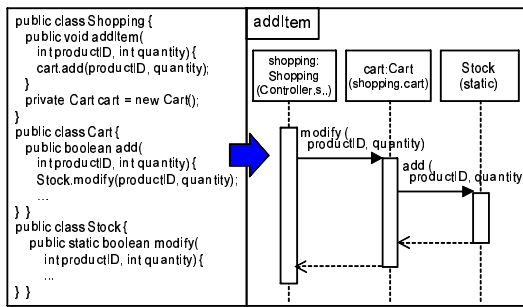 public class Shopping {
public void addItem(
int productID, int quantity) {
cart.add(productID, quantity);
}
private Cart cart = new Cart();
}
public class Cart {
public boolean add(
int productID, int quantity) {
Stock.modify(productID, quantity);
...
} }
public class Stock {
public static boolean modify(
int productID, int quantity) {
...
} }
addItem
shopping:
Shopping
(Controller,s,,)
cart:Cart
(shopping.cart)
Stock
(static)
modify (
productID, quantity)
add (
productID, quantity